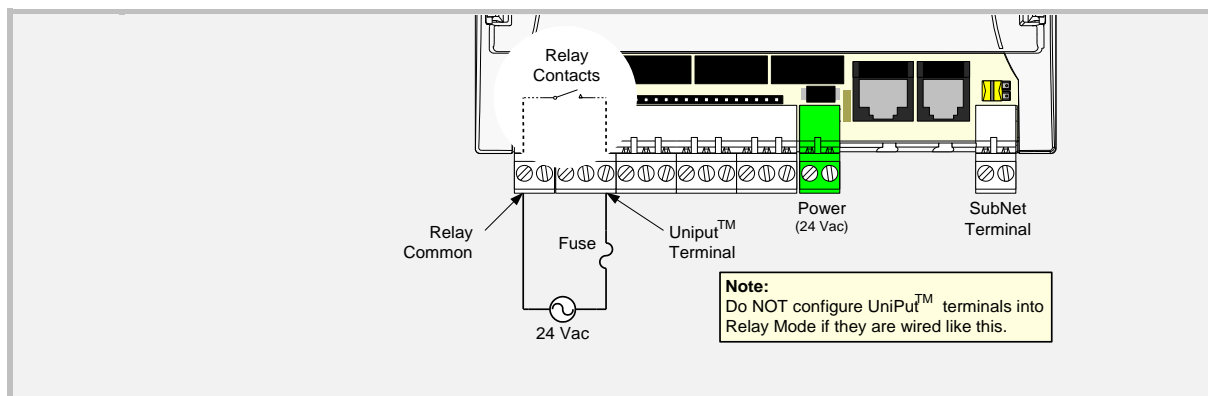 Relay
Contacts
Relay
Common
Fuse
24 Vac
Uniput™
Terminal
Power
(24 Vac)
SubNet
Terminal
Note:
Do NOT configure UniPut™ terminals into
Relay Mode if they are wired like this.